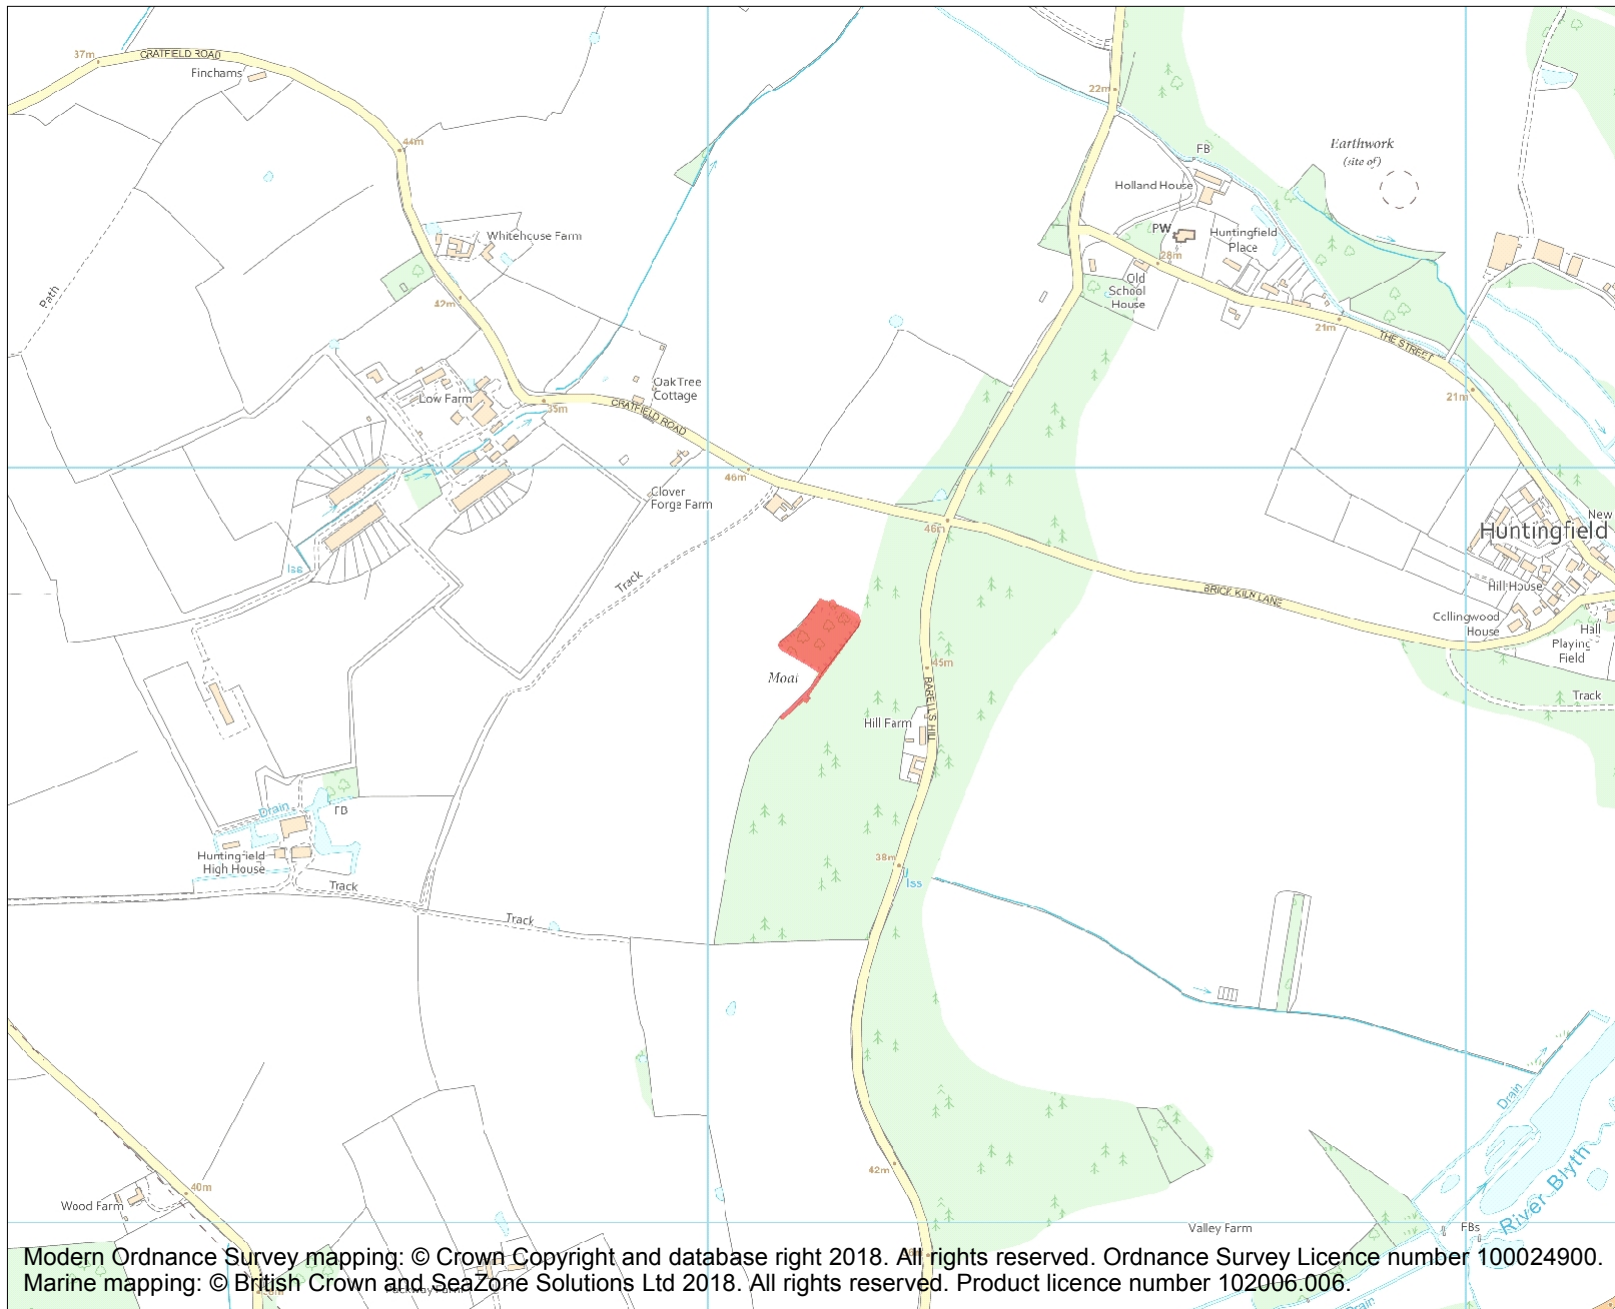 37m
CRATFIELD ROAD
Finchams
44m
22m
FB
Earthwork
(site of)
Holland House
PW
Huntingfield
Place
28m
Old
School
House
Whitehouse Farm
42m
Path
21m
THE STREET
21m
Oak Tree
Cottage
Low Farm
35m
CRATFIELD ROAD
46m
Clover
Forge Farm
46m
New
Huntingfield
Iss
Track
BRICK KILN LANE
Hill House
Collingwood
House
Hall
Playing
Field
Moat
45m
BARELLS HILL
Hill Farm
Track
Drain
FB
Huntingfield
High House
Track
38m
Iss
Track
Drain
River Blyth
42m
40m
Wood Farm
Valley Farm
FBs
Modern Ordnance Survey mapping: © Crown Copyright and database right 2018. All rights reserved. Ordnance Survey Licence number 100024900.
Marine mapping: © British Crown and SeaZone Solutions Ltd 2018. All rights reserved. Product licence number 102006.006.
Packway Farm
Drain